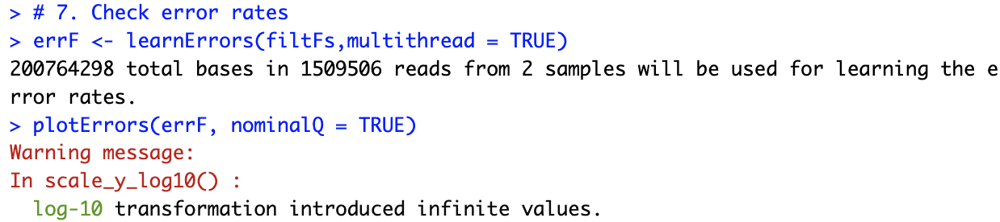 > # 7. Check error rates
> errF <- learnErrors(filtFs,multithread = TRUE)
200764298 total bases in 1509506 reads from 2 samples will be used for learning the e
rror rates.
> plotErrors(errF, nominalQ = TRUE)
Warning message:
In scale_y_log10() :
  log-10 transformation introduced infinite values.